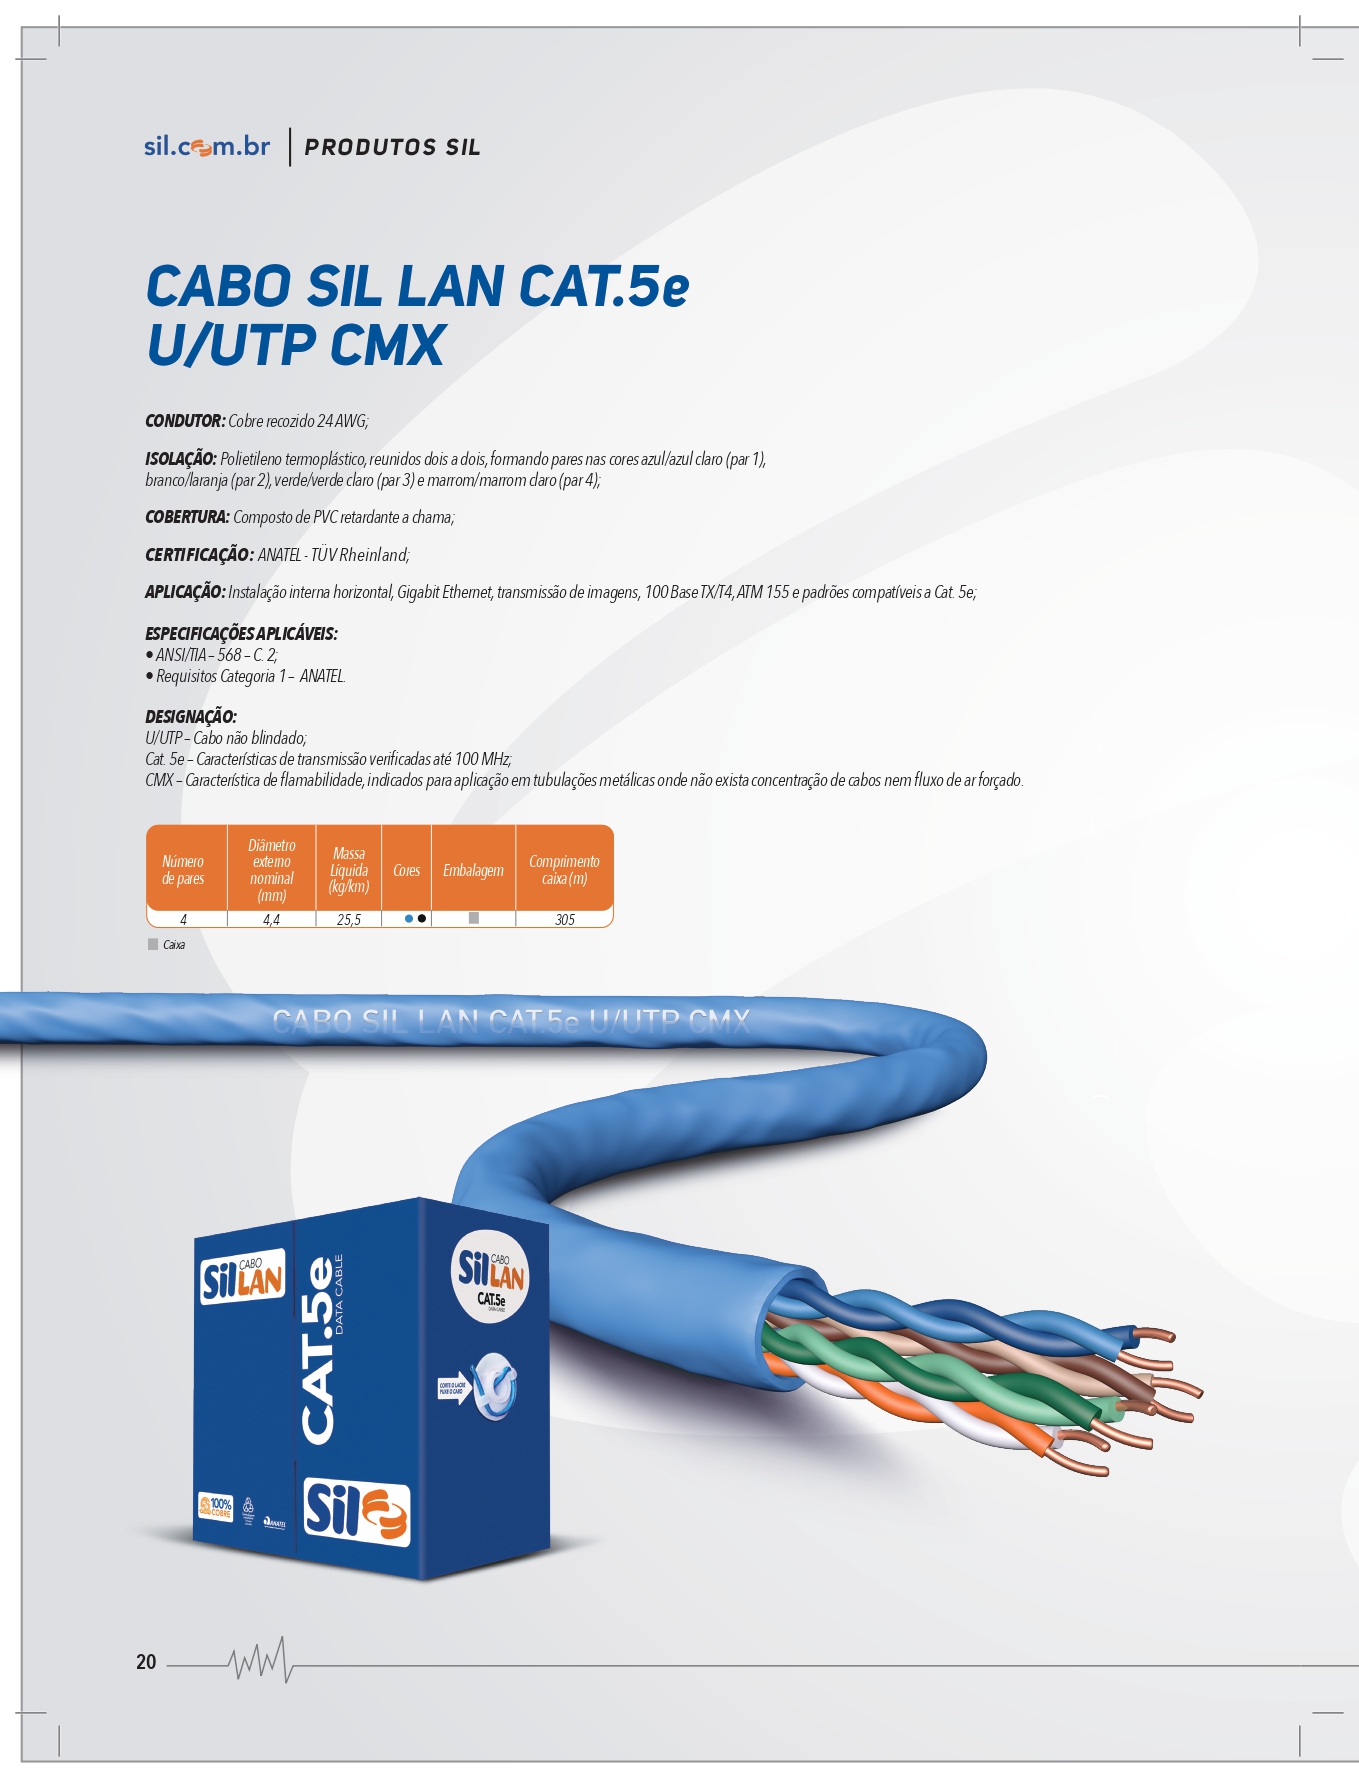 sil.com.br
PRODUTOS SIL
CABO SIL LAN CAT.5e
U/UTP CMX
CONDUTOR: Cobre recozido 24 AWG;
ISOLAÇÃO: Polietileno termoplástico, reunidos dois a dois, formando pares nas cores azul/azul claro (par 1),
branco/laranja (par 2), verde/verde claro (par 3) e marrom/marrom claro (par 4);
COBERTURA: Composto de PVC retardante a chama;
CERTIFICAÇÃO: ANATEL - TÜV Rheinland;
APLICAÇÃO: Instalação interna horizontal, Gigabit Ethernet, transmissão de imagens, 100 Base TX/T4, ATM 155 e padrões compatíveis a Cat. 5e;
ESPECIFICAÇÕES APLICÁVEIS:
• ANSI/TIA – 568 – C. 2;
• Requisitos Categoria 1 – ANATEL.
DESIGNAÇÃO:
U/UTP – Cabo não blindado;
Cat. 5e – Características de transmissão verificadas até 100 MHz;
CMX – Característica de flamabilidade, indicados para aplicação em tubulações metálicas onde não exista concentração de cabos nem fluxo de ar forçado.
Número
de pares
Diâmetro
externo
nominal
(mm)
Massa
Líquida
(kg/km)
Cores
Embalagem
Comprimento
caixa (m)
4
4,4
25,5
305
Caixa
CABO SIL LAN CAT.5e U/UTP CMX
CABO
Sil LAN
CAT.5e
DATA CABLE
CABO
Sil LAN
CAT.5e
DATA CABLE
CORTE O LACRE
PUXE O CABO
100%
COBRE
ANATEL
Sil
20